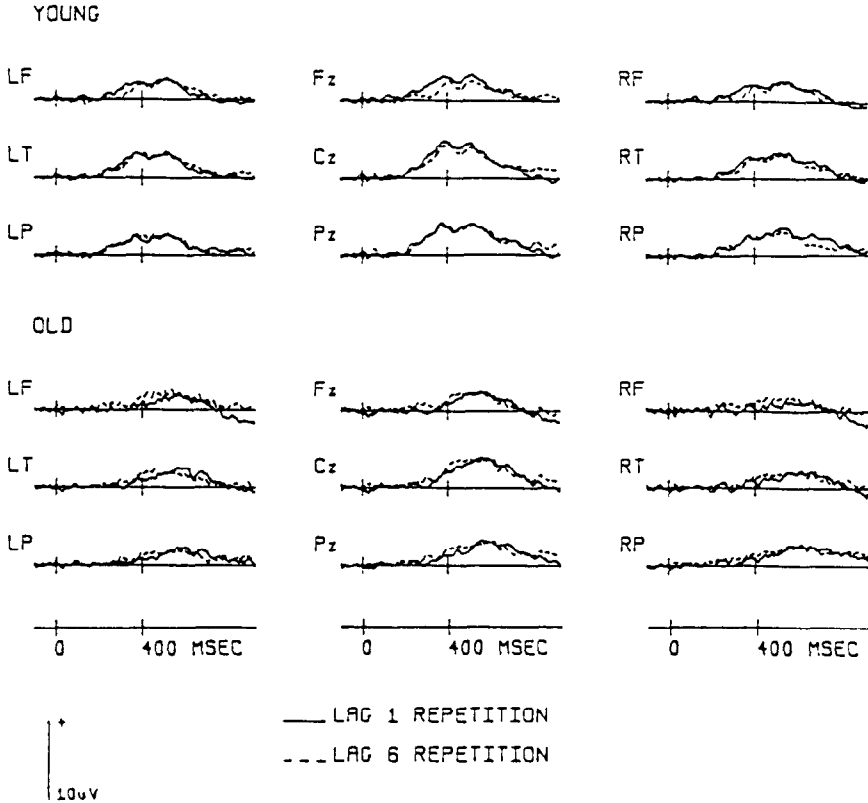 YOUNG
LF Fz RF
LT Cz RT
LP Pz RP
OLD
LF Fz RF
LT Cz RT
LP Pz RP
0 400 MSEC 0 400 MSEC 0 400 MSEC
+
LAG 1 REPETITION
LAG 6 REPETITION
10uV